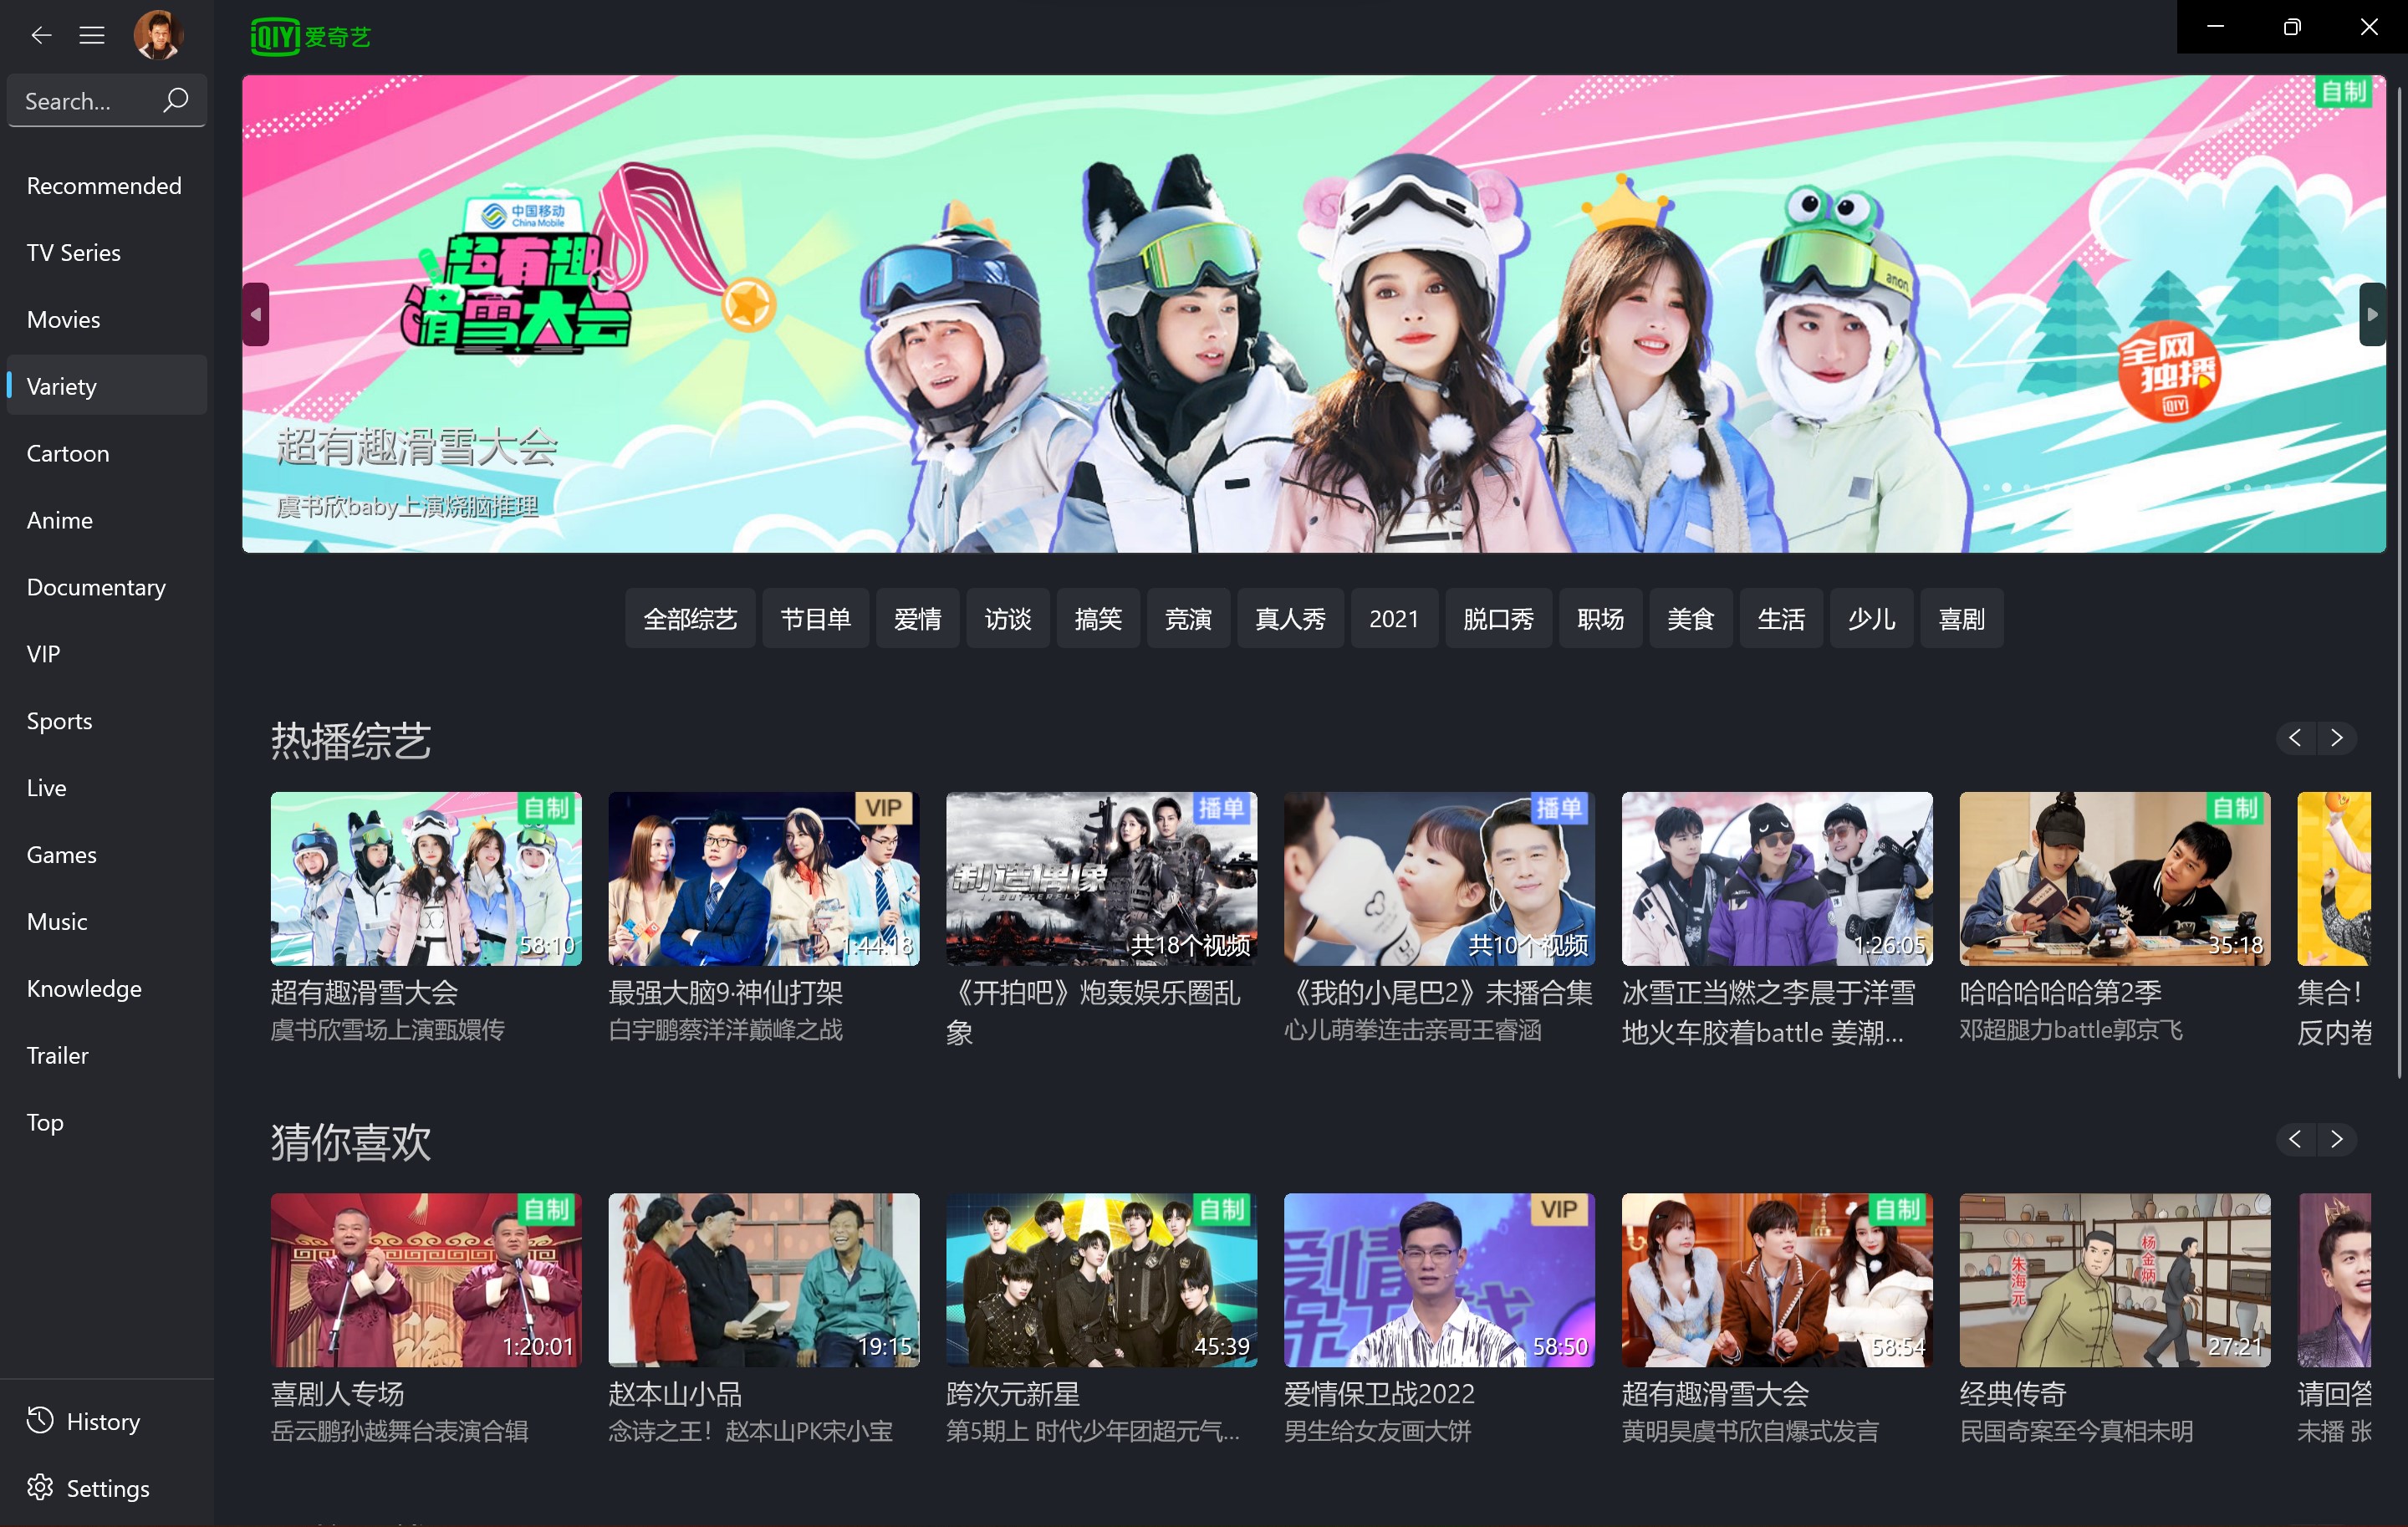 iQIYI 爱奇艺
Search...
Recommended
TV Series
Movies
Variety
Cartoon
Anime
Documentary
VIP
Sports
Live
Games
Music
Knowledge
Trailer
Top
History
Settings
自制
中国移动
China Mobile
超有趣
滑雪大会
anon
全网
独播
iQIYI
超有趣滑雪大会
虞书欣baby上演烧脑推理
全部综艺 节目单 爱情 访谈 搞笑 竞演 真人秀 2021 脱口秀 职场 美食 生活 少儿 喜剧
热播综艺
自制
58:10
超有趣滑雪大会
虞书欣雪场上演甄嬛传
VIP
1:44:18
最强大脑9·神仙打架
白宇鹏蔡洋洋巅峰之战
播单
制造偶像
共18个视频
《开拍吧》炮轰娱乐圈乱
象
播单
共10个视频
《我的小尾巴2》未播合集
心儿萌拳连击亲哥王睿涵
1:26:05
冰雪正当燃之李晨于洋雪
地火车胶着battle 姜潮...
自制
35:18
哈哈哈哈哈第2季
邓超腿力battle郭京飞
集合！
反内卷
猜你喜欢
自制
1:20:01
喜剧人专场
岳云鹏孙越舞台表演合辑
19:15
赵本山小品
念诗之王！赵本山PK宋小宝
自制
45:39
跨次元新星
第5期上 时代少年团超元气...
VIP
爱情
58:50
爱情保卫战2022
男生给女友画大饼
自制
58:54
超有趣滑雪大会
黄明昊虞书欣自爆式发言
朱海元
杨金炳
27:21
经典传奇
民国奇案至今真相未明
请回答
未播 张